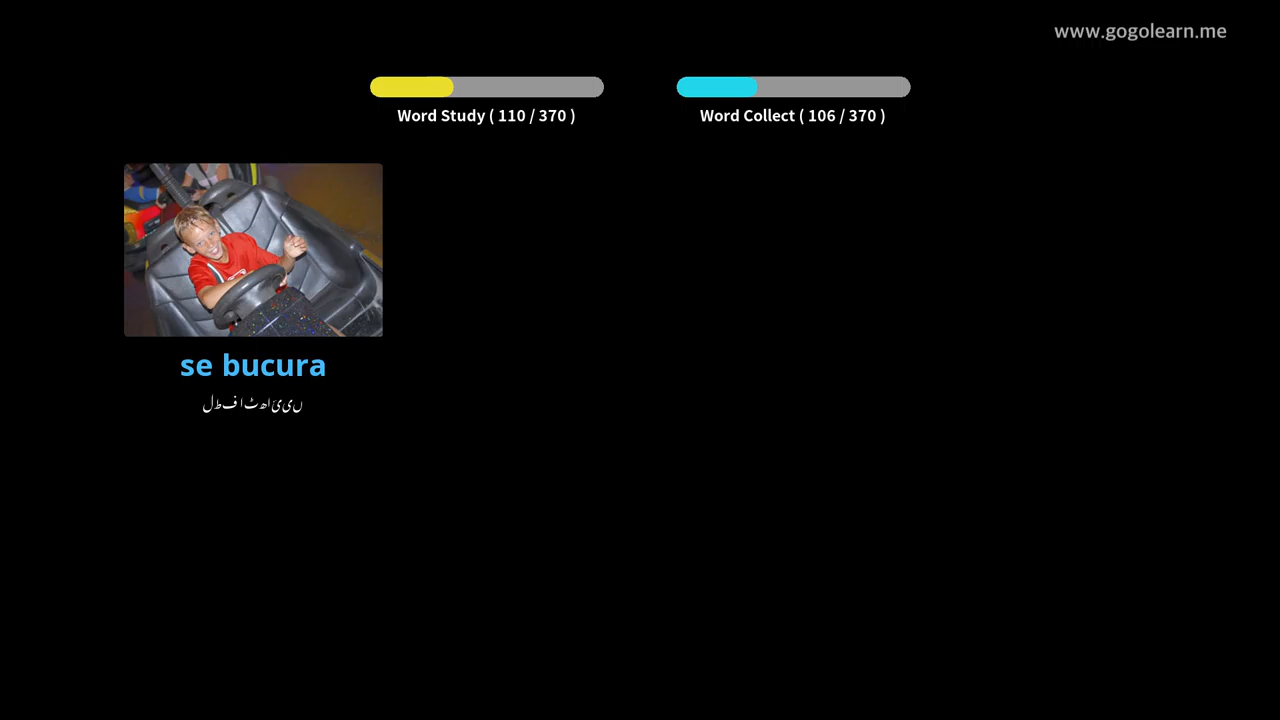 www.gogolearn.me
Word Study ( 110 / 370 )
Word Collect ( 106 / 370 )
se bucura
لطف اٹھائیں